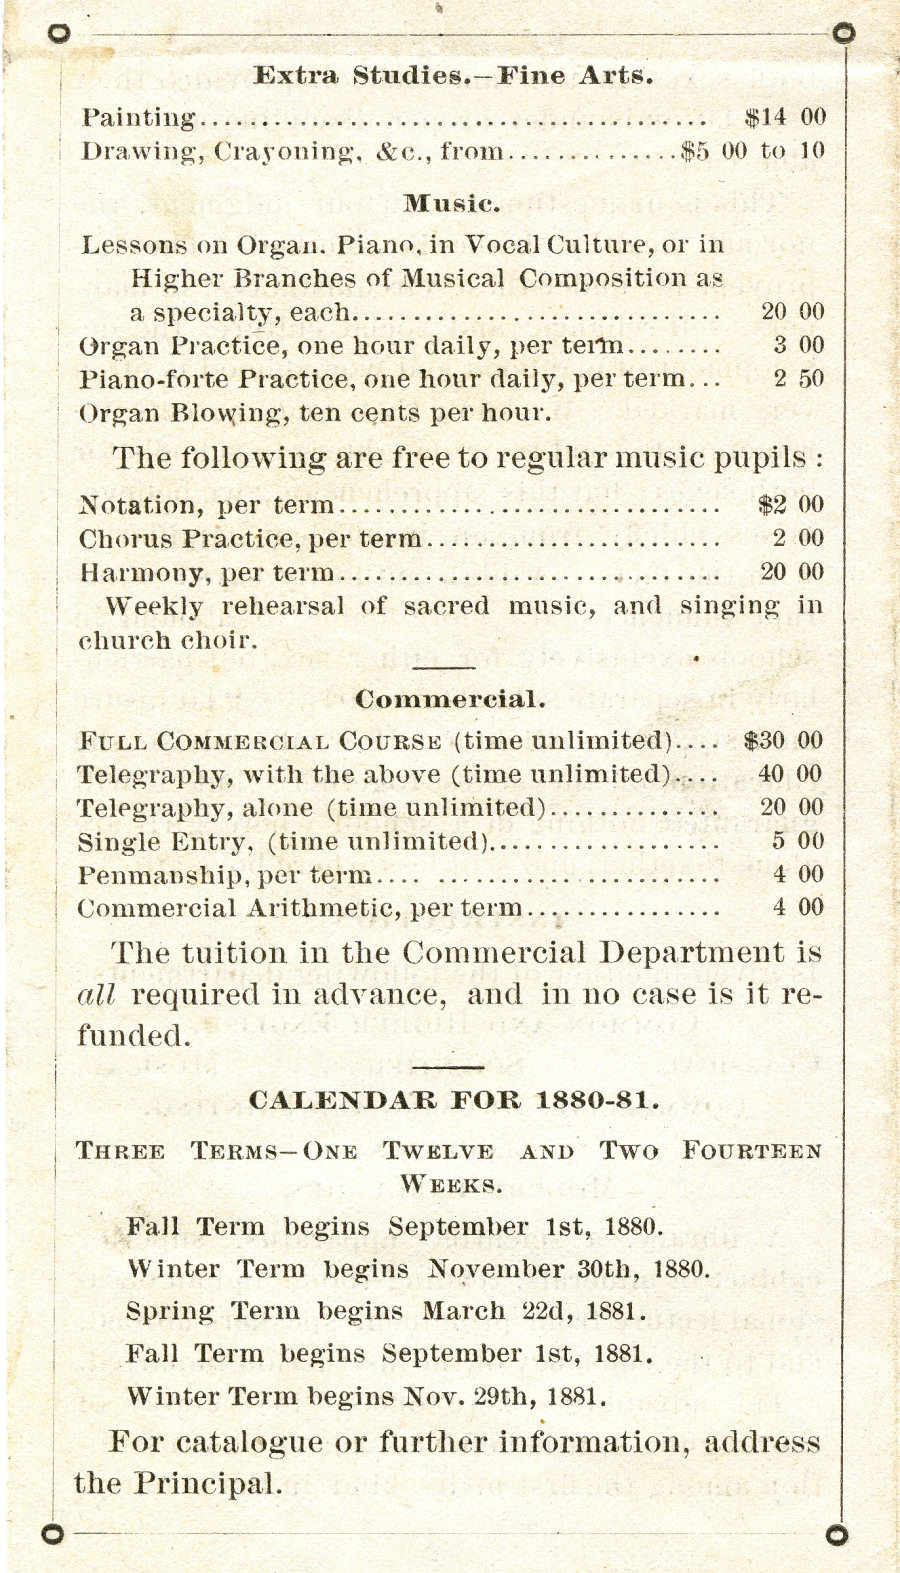 Extra Studies.—Fine Arts.
Painting......................................... $14 00
Drawing, Crayoning, &c., from..............$5 00 to 10
Music.
Lessons on Organ, Piano, in Vocal Culture, or in
Higher Branches of Musical Composition as
a specialty, each.............................. 20 00
Organ Practice, one hour daily, per term........ 3 00
Piano-forte Practice, one hour daily, per term... 2 50
Organ Blowing, ten cents per hour.
The following are free to regular music pupils :
Notation, per term............................... $2 00
Chorus Practice, per term........................ 2 00
Harmony, per term............................... 20 00
Weekly rehearsal of sacred music, and singing in
church choir.
Commercial.
FULL COMMERCIAL COURSE (time unlimited).... $30 00
Telegraphy, with the above (time unlimited).... 40 00
Telegraphy, alone (time unlimited).............. 20 00
Single Entry, (time unlimited)................... 5 00
Penmanship, per term.... ....................... 4 00
Commercial Arithmetic, per term................ 4 00
The tuition in the Commercial Department is
all required in advance, and in no case is it re-
funded.
CALENDAR FOR 1880-81.
THREE TERMS—ONE TWELVE AND TWO FOURTEEN
WEEKS.
Fall Term begins September 1st, 1880.
Winter Term begins November 30th, 1880.
Spring Term begins March 22d, 1881.
Fall Term begins September 1st, 1881.
Winter Term begins Nov. 29th, 1881.
For catalogue or further information, address
the Principal.